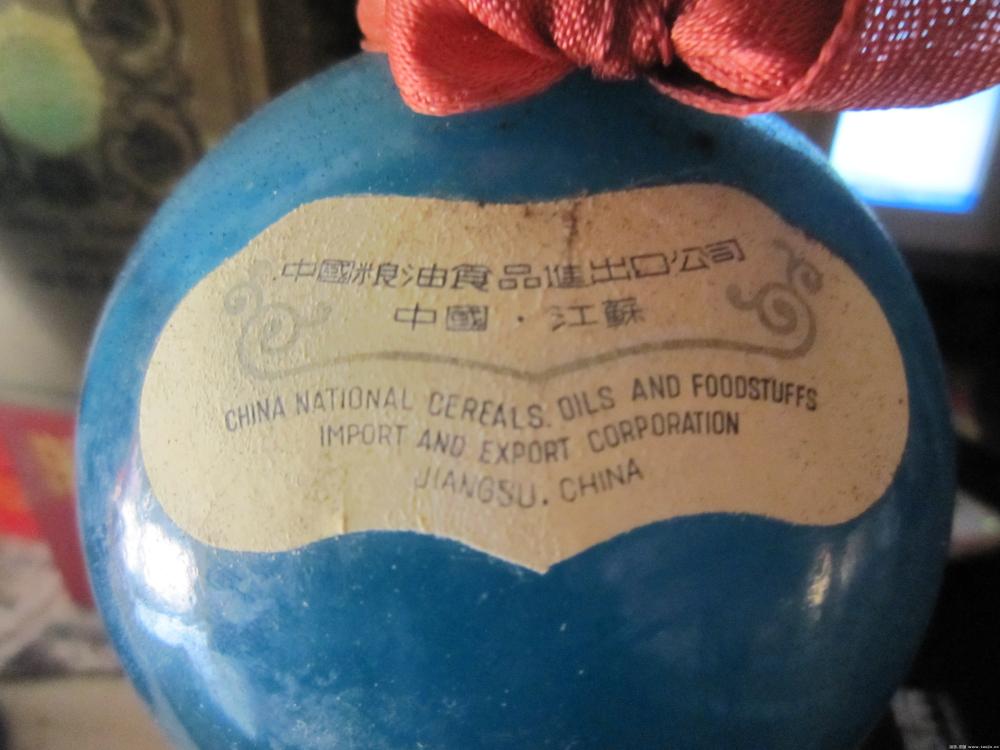 中國粮油食品進出口公司
中國·江蘇
CHINA NATIONAL CEREALS. OILS AND FOODSTUFFS
IMPORT AND EXPORT CORPORATION
JIANGSU. CHINA